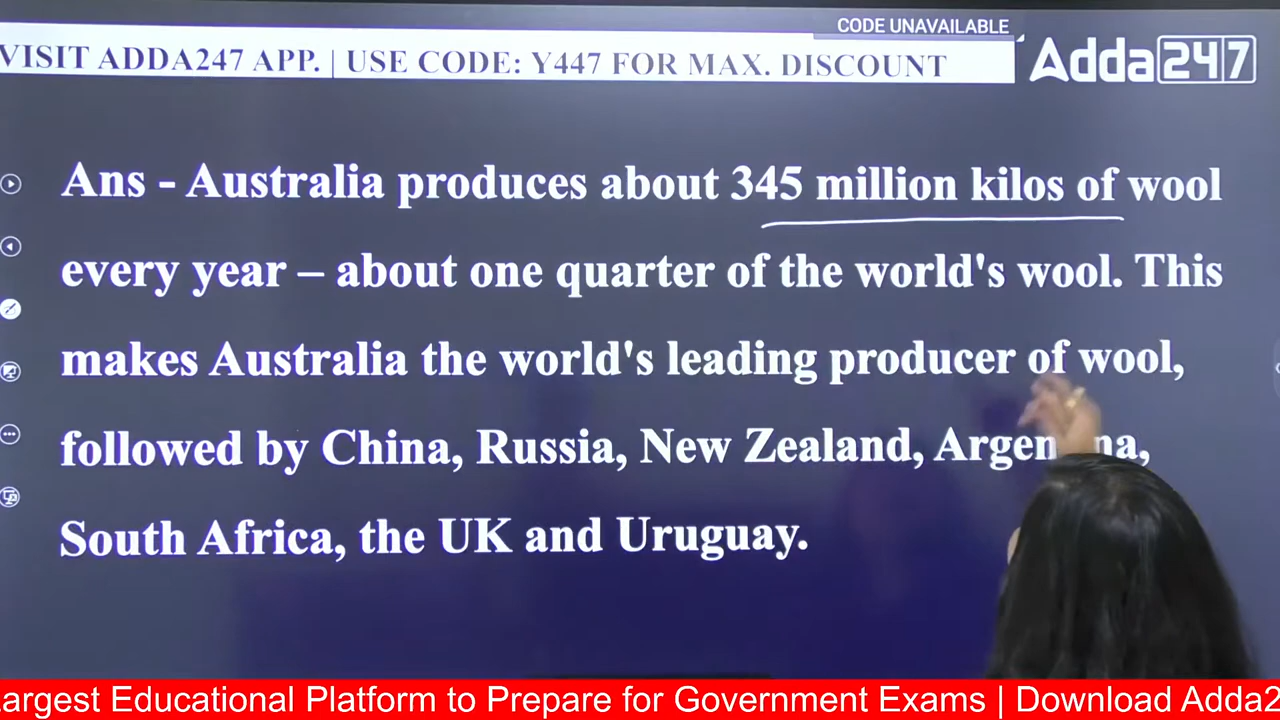 CODE UNAVAILABLE
VISIT ADDA247 APP. | USE CODE: Y447 FOR MAX. DISCOUNT
Adda247
Ans - Australia produces about 345 million kilos of wool
every year – about one quarter of the world's wool. This
makes Australia the world's leading producer of wool,
followed by China, Russia, New Zealand,
South Africa, the UK and Uruguay.
Largest Educational Platform to Prepare for Government Exams | Download